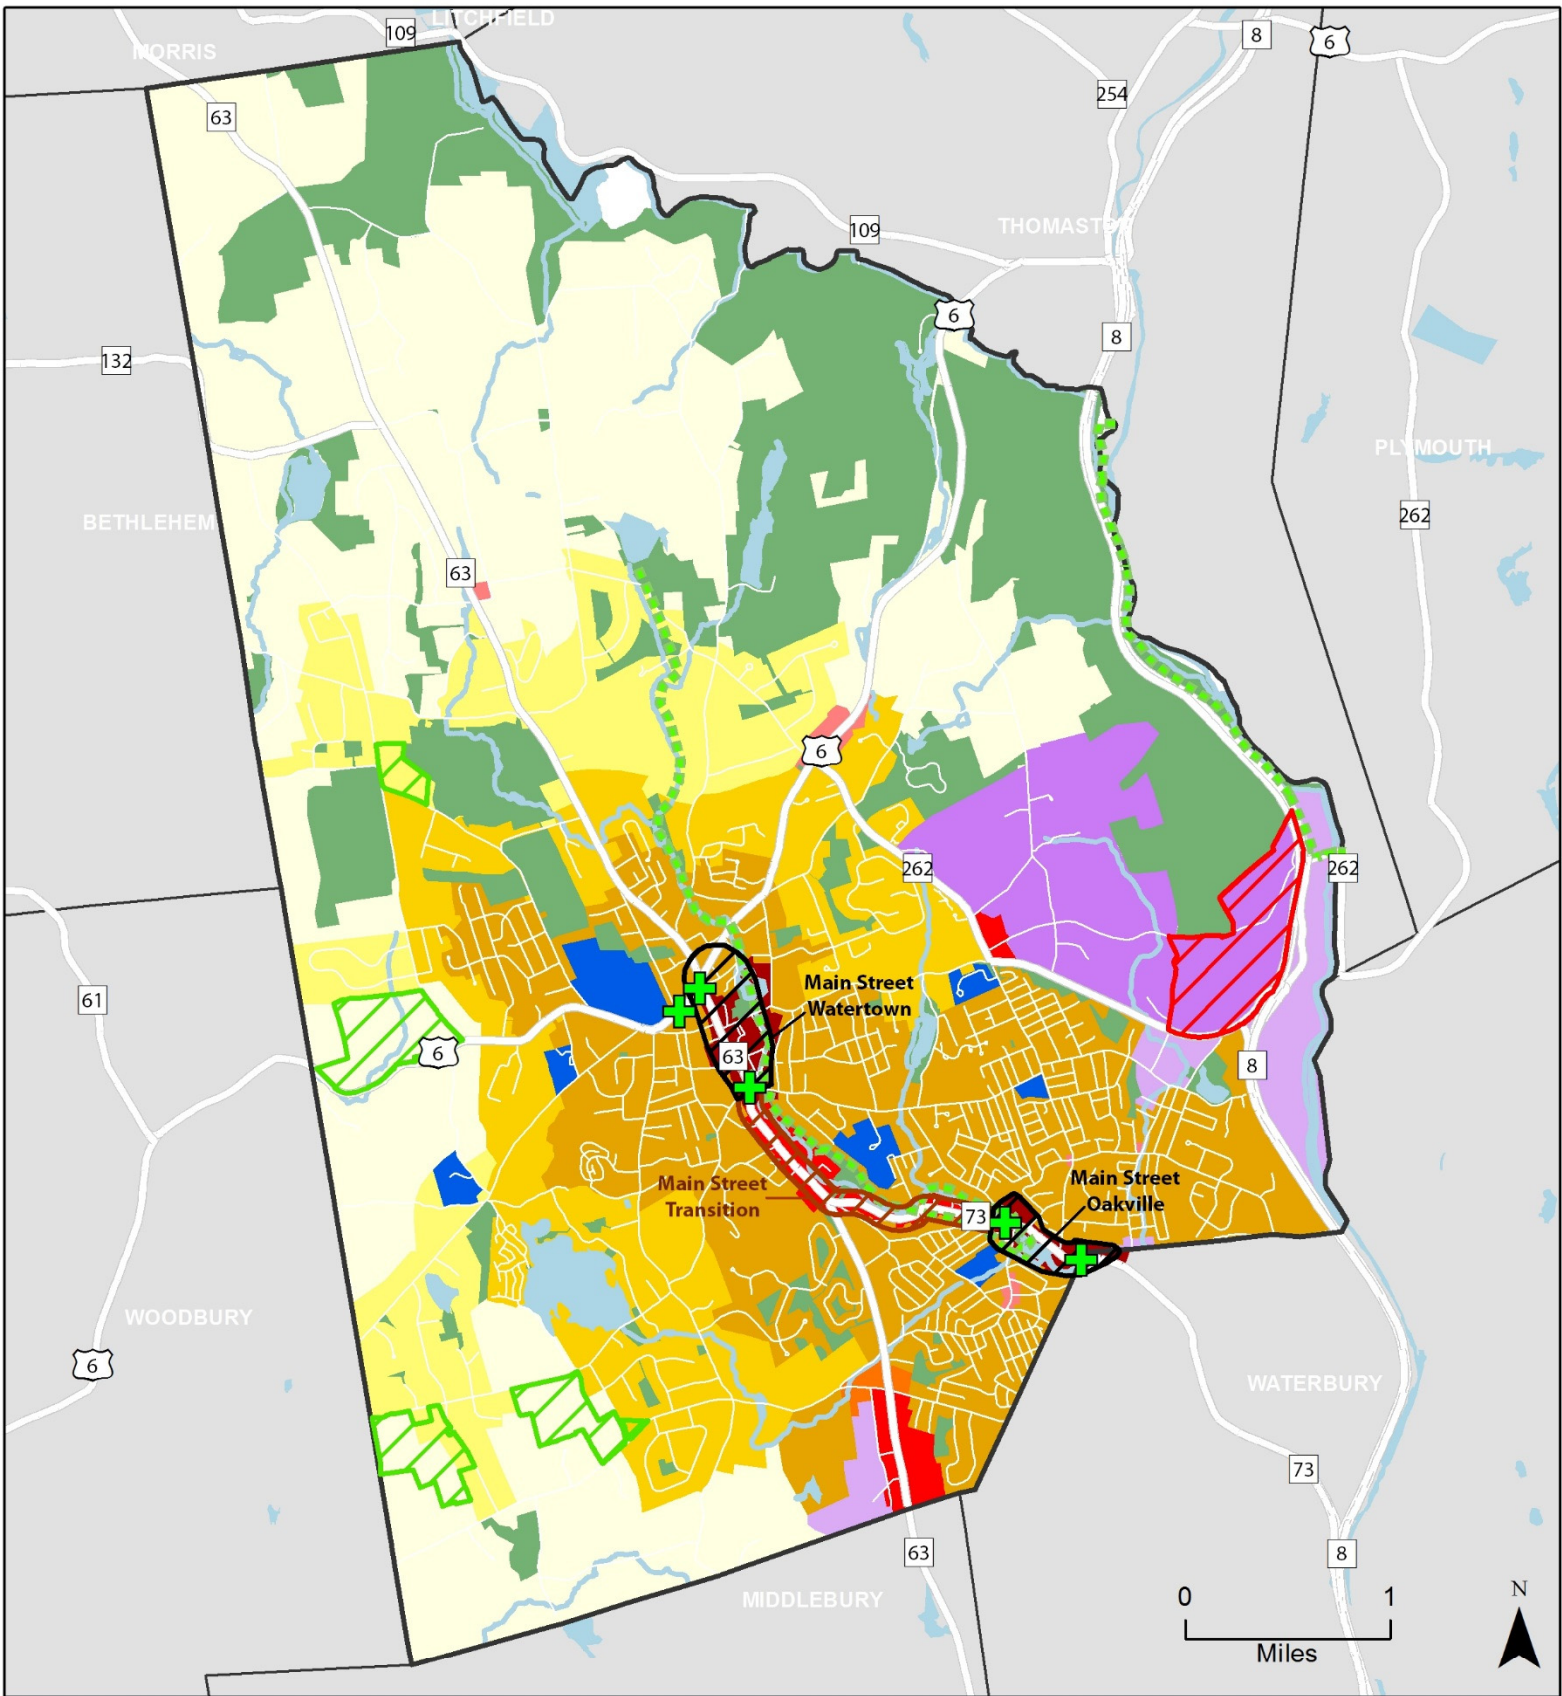 LITCHFIELD
109
MORRIS
8
6
254
63
109
THOMASTON
6
8
132
PLYMOUTH
262
BETHLEHEM
63
6
262
262
Main Street
Watertown
61
6
63
8
Main Street
Transition
Main Street
Oakville
73
WOODBURY
6
WATERBURY
73
63
8
MIDDLEBURY
0 1
Miles
N